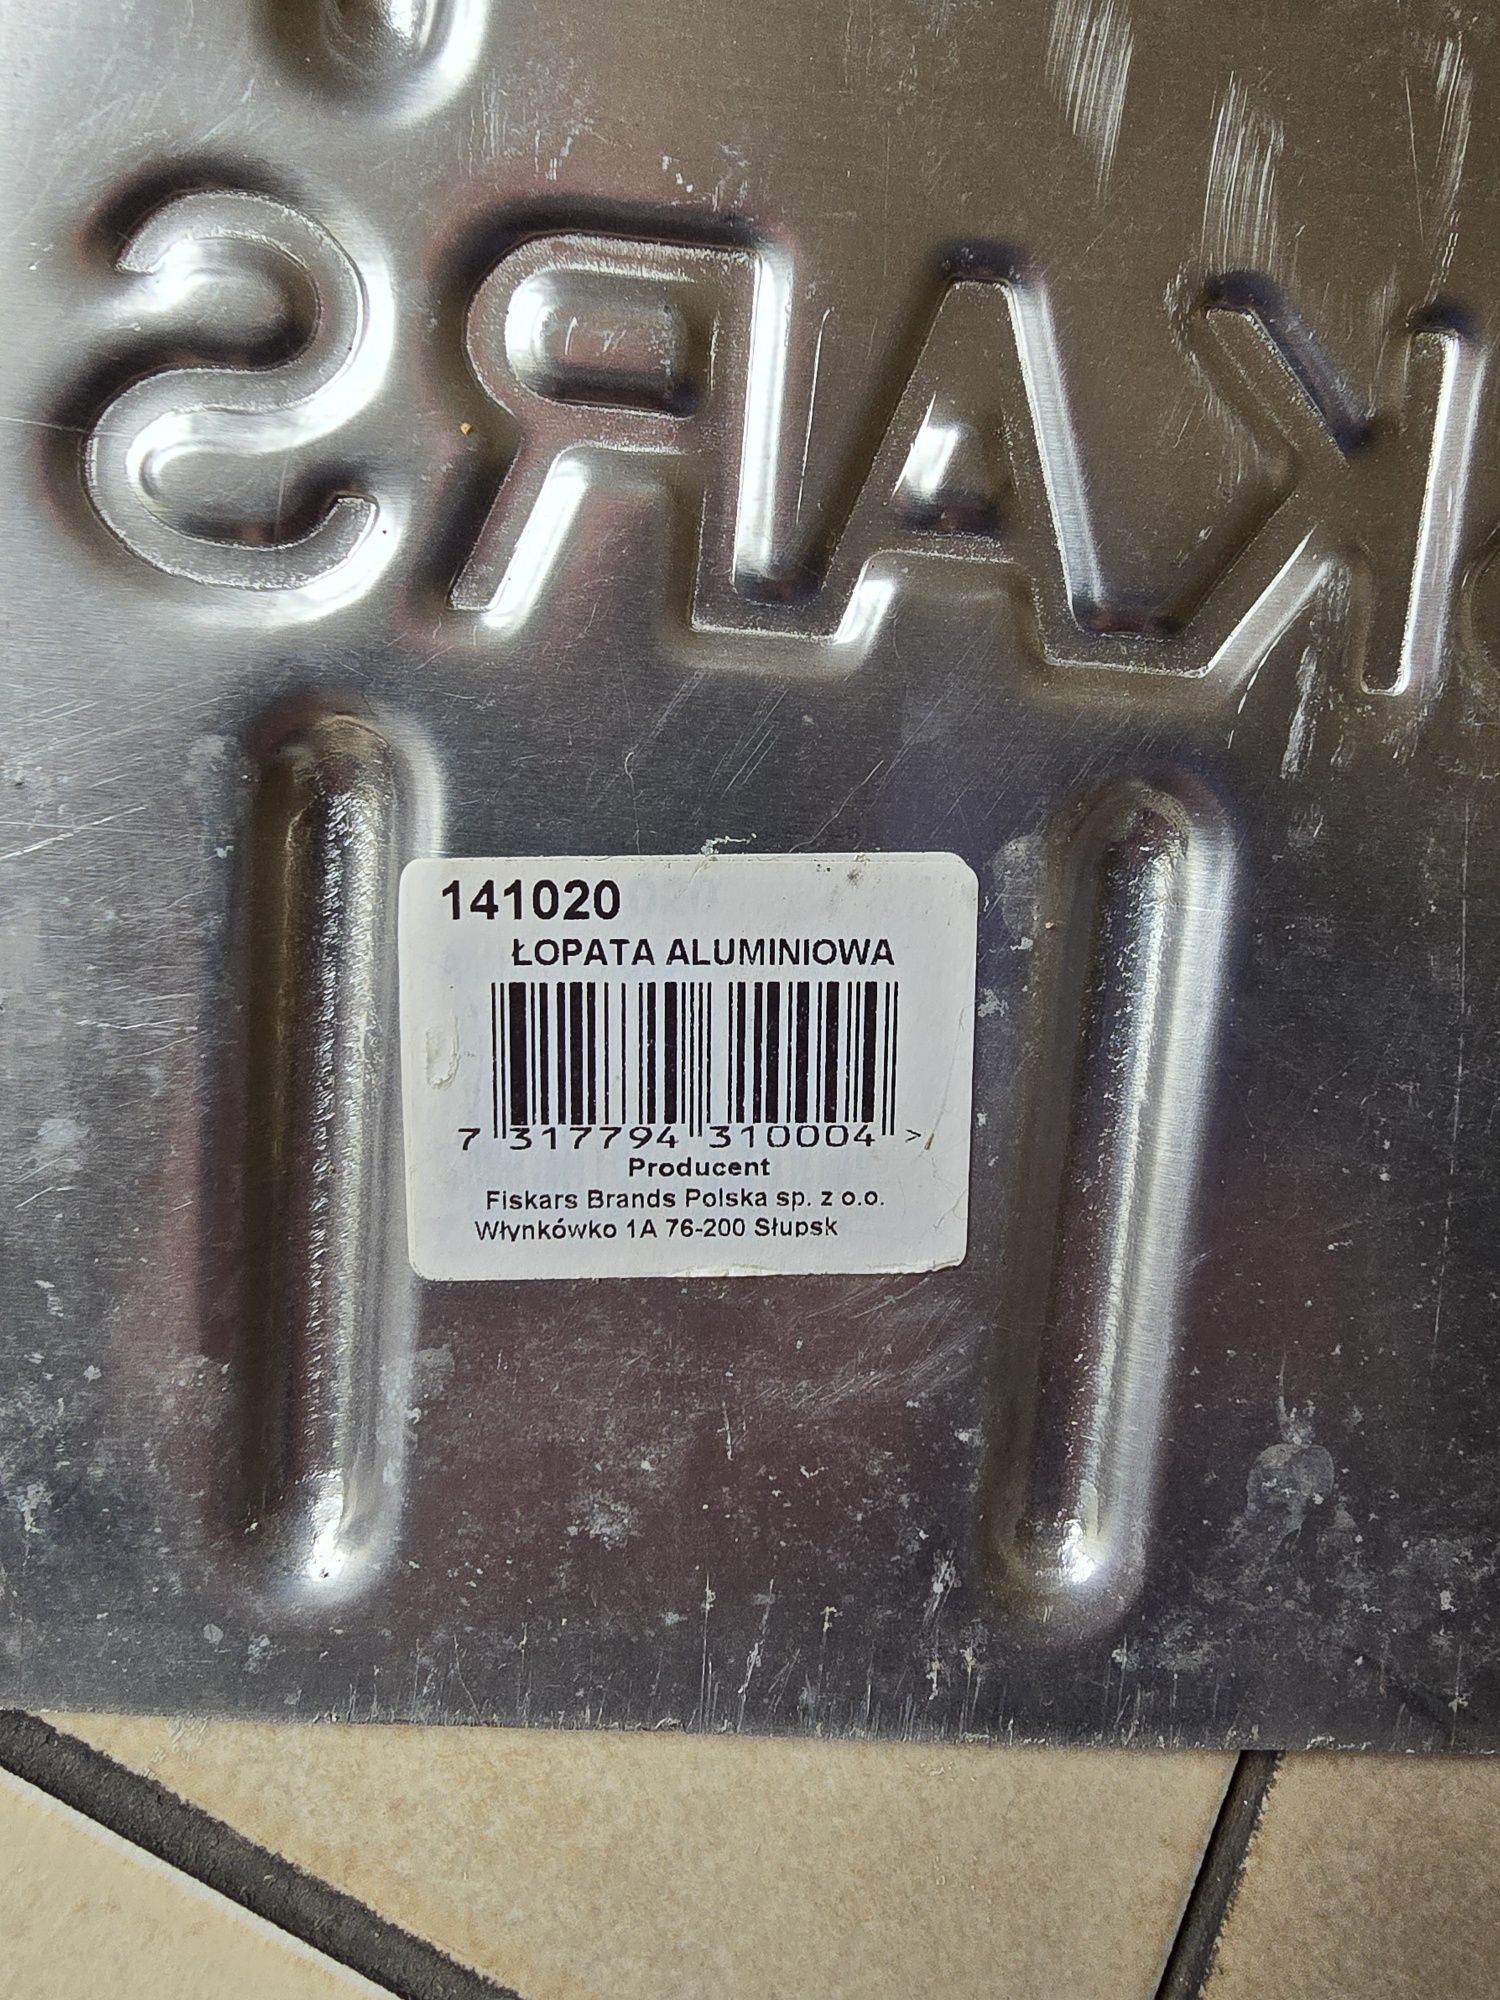 KARS
141020
ŁOPATA ALUMINIOWA
7 317794 310004 >
Producent
Fiskars Brands Polska sp. z o.o.
Włynkówko 1A 76-200 Słupsk